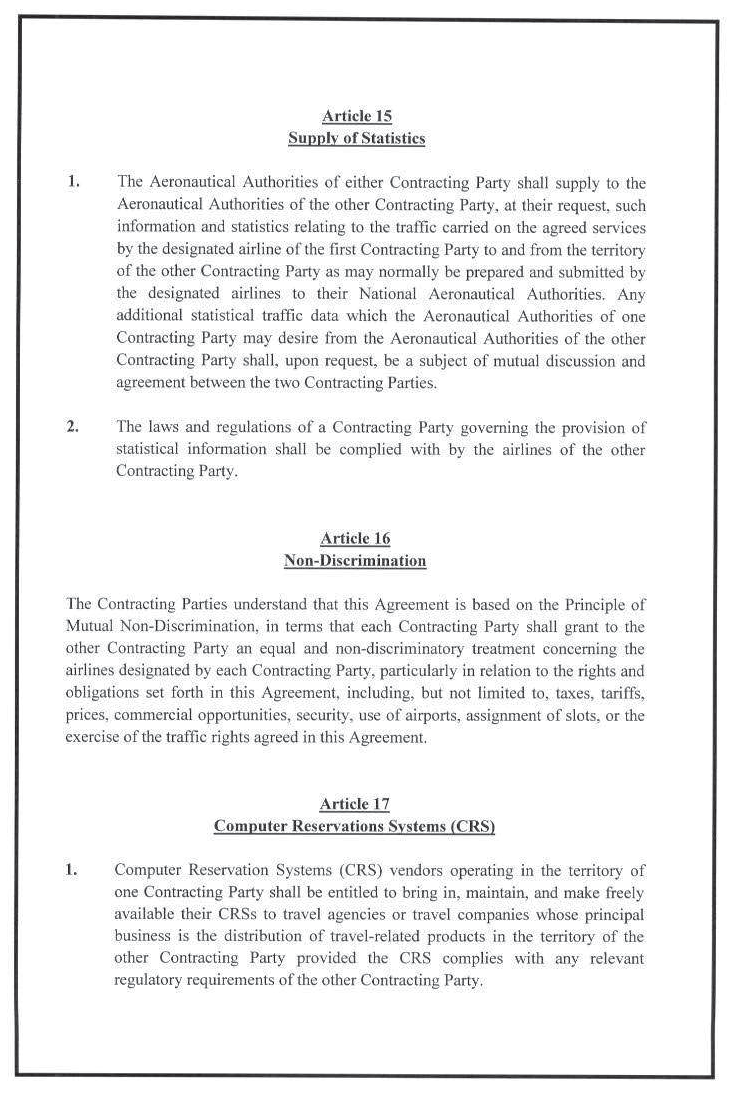 Article 15
Supply of Statistics
1. The Aeronautical Authorities of either Contracting Party shall supply to the
Aeronautical Authorities of the other Contracting Party, at their request, such
information and statistics relating to the traffic carried on the agreed services
by the designated airline of the first Contracting Party to and from the territory
of the other Contracting Party as may normally be prepared and submitted by
the designated airlines to their National Aeronautical Authorities. Any
additional statistical traffic data which the Aeronautical Authorities of one
Contracting Party may desire from the Aeronautical Authorities of the other
Contracting Party shall, upon request, be a subject of mutual discussion and
agreement between the two Contracting Parties.
2. The laws and regulations of a Contracting Party governing the provision of
statistical information shall be complied with by the airlines of the other
Contracting Party.
Article 16
Non-Discrimination
The Contracting Parties understand that this Agreement is based on the Principle of
Mutual Non-Discrimination, in terms that each Contracting Party shall grant to the
other Contracting Party an equal and non-discriminatory treatment concerning the
airlines designated by each Contracting Party, particularly in relation to the rights and
obligations set forth in this Agreement, including, but not limited to, taxes, tariffs,
prices, commercial opportunities, security, use of airports, assignment of slots, or the
exercise of the traffic rights agreed in this Agreement.
Article 17
Computer Reservations Systems (CRS)
1. Computer Reservation Systems (CRS) vendors operating in the territory of
one Contracting Party shall be entitled to bring in, maintain, and make freely
available their CRSs to travel agencies or travel companies whose principal
business is the distribution of travel-related products in the territory of the
other Contracting Party provided the CRS complies with any relevant
regulatory requirements of the other Contracting Party.